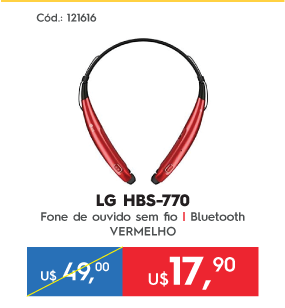 Cód.: 121616
LG HBS-770
Fone de ouvido sem fio | Bluetooth
VERMELHO
U$ 49,00 U$17,90